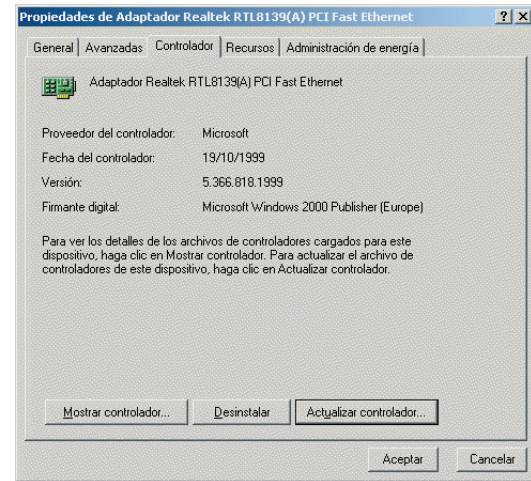 Propiedades de Adaptador Realtek RTL8139(A) PCI Fast Ethernet
General Avanzadas Controlador Recursos Administración de energía
Adaptador Realtek RTL8139(A) PCI Fast Ethernet
Proveedor del controlador: Microsoft
Fecha del controlador: 19/10/1999
Versión: 5.366.818.1999
Firmante digital: Microsoft Windows 2000 Publisher (Europe)
Para ver los detalles de los archivos de controladores cargados para este
dispositivo, haga clic en Mostrar controlador. Para actualizar el archivo de
controladores de este dispositivo, haga clic en Actualizar controlador.
Mostrar controlador... Desinstalar Actualizar controlador...
Aceptar Cancelar